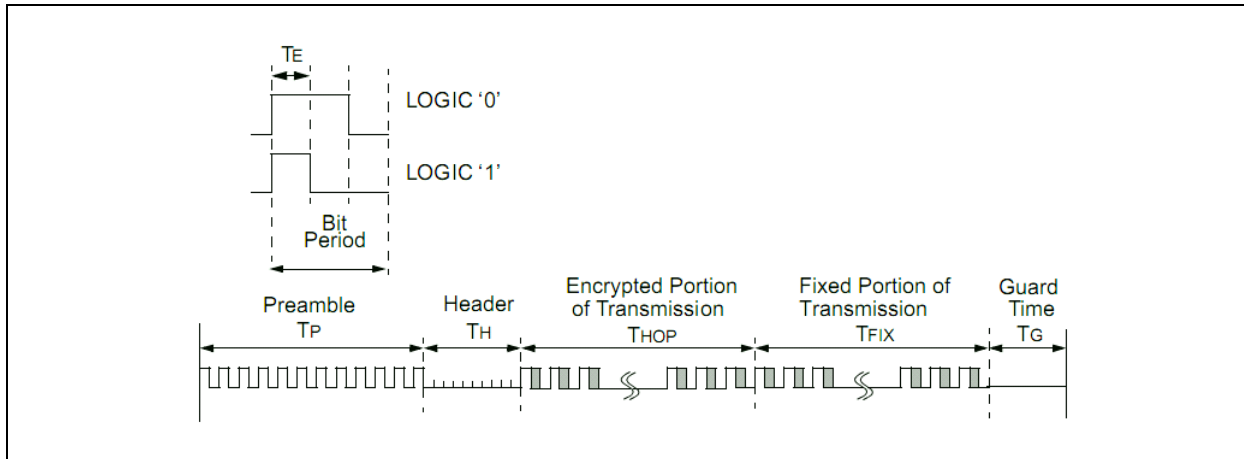 TE
LOGIC ‘0’
LOGIC ‘1’
Bit
Period
Preamble
TP
Header
TH
Encrypted Portion
of Transmission
THOP
Fixed Portion of
Transmission
TFIX
Guard
Time
TG